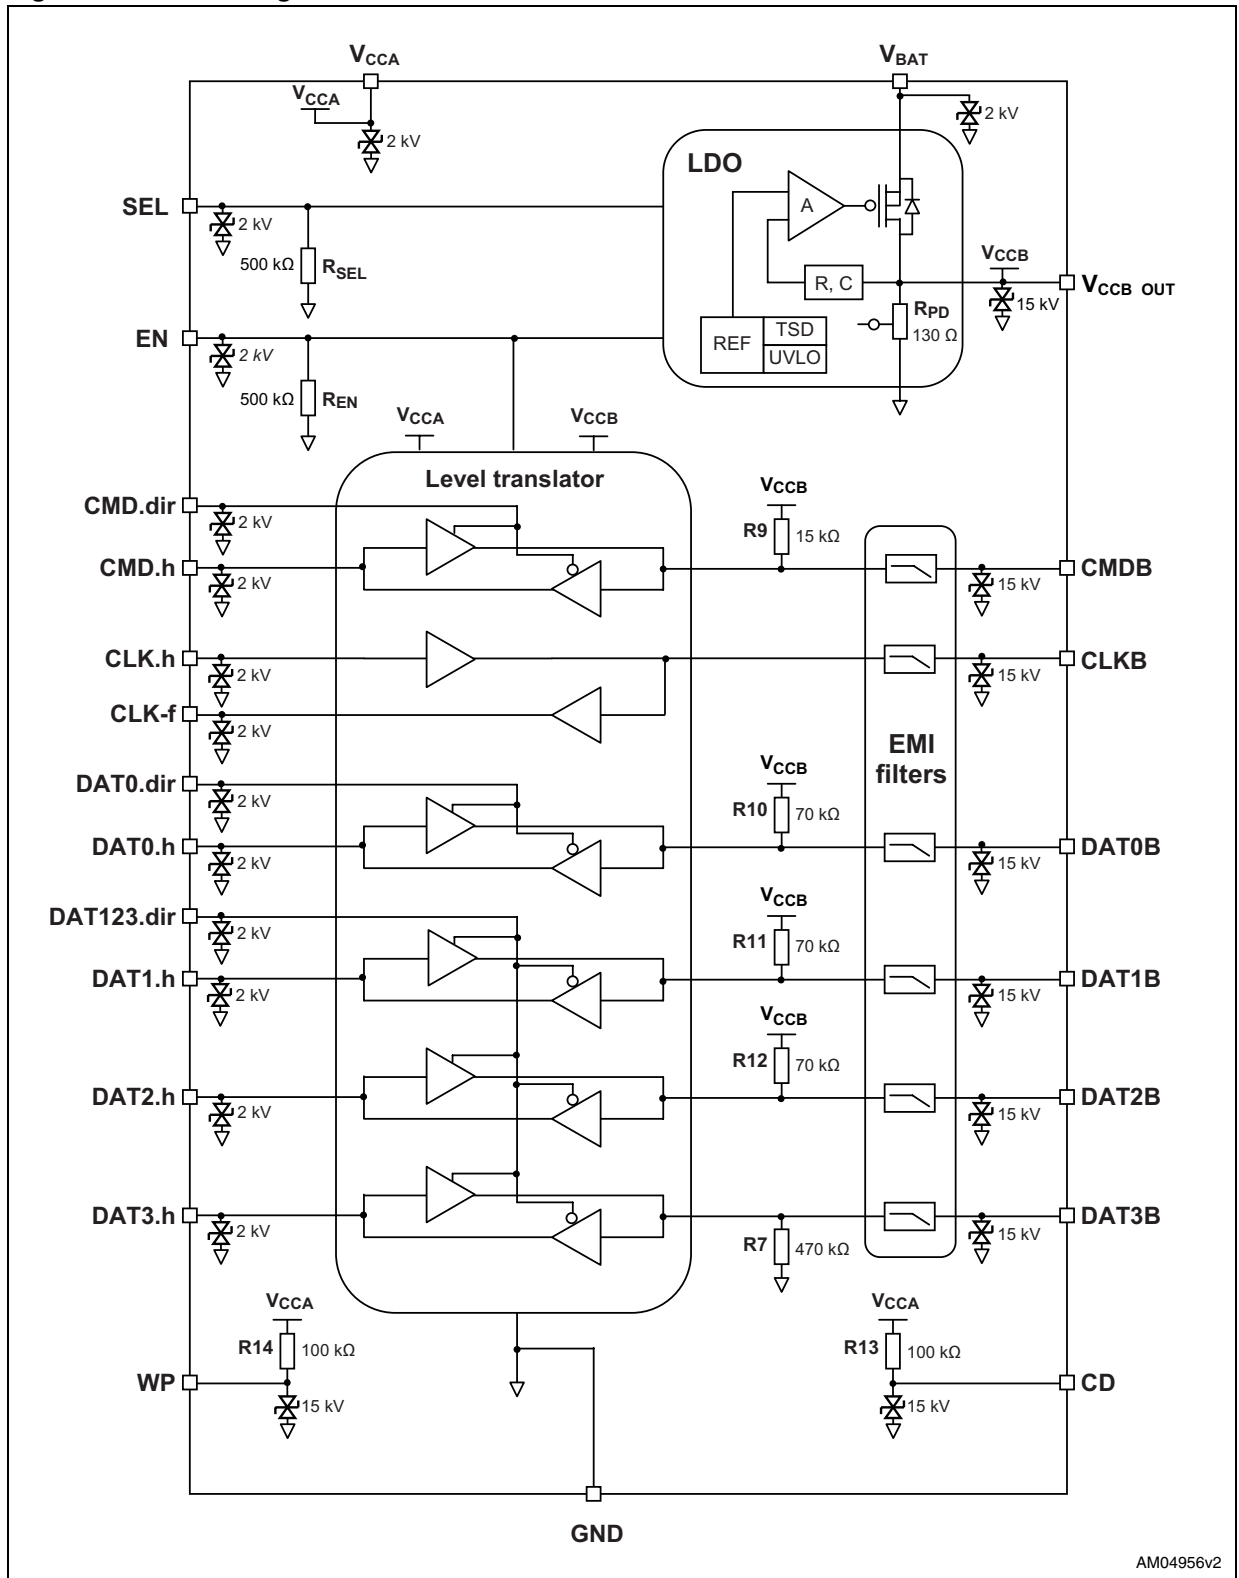 VCCA
VBAT
VCCA
2 kV
2 kV
LDO
A
SEL
2 kV
500 kΩ
RSEL
R, C
VCCB
VCCB OUT
15 kV
RPD
130 Ω
REF
TSD
UVLO
EN
2 kV
500 kΩ
REN
VCCA
VCCB
Level translator
CMD.dir
2 kV
VCCB
R9
15 kΩ
CMD.h
2 kV
15 kV
CMDB
CLK.h
2 kV
15 kV
CLKB
CLK-f
2 kV
EMI
filters
DAT0.dir
2 kV
VCCB
R10
70 kΩ
DAT0.h
2 kV
15 kV
DAT0B
DAT123.dir
2 kV
VCCB
R11
70 kΩ
DAT1.h
2 kV
15 kV
DAT1B
VCCB
R12
70 kΩ
DAT2.h
2 kV
15 kV
DAT2B
DAT3.h
2 kV
R7
470 kΩ
15 kV
DAT3B
VCCA
R14
100 kΩ
WP
15 kV
VCCA
R13
100 kΩ
CD
15 kV
GND
AM04956v2